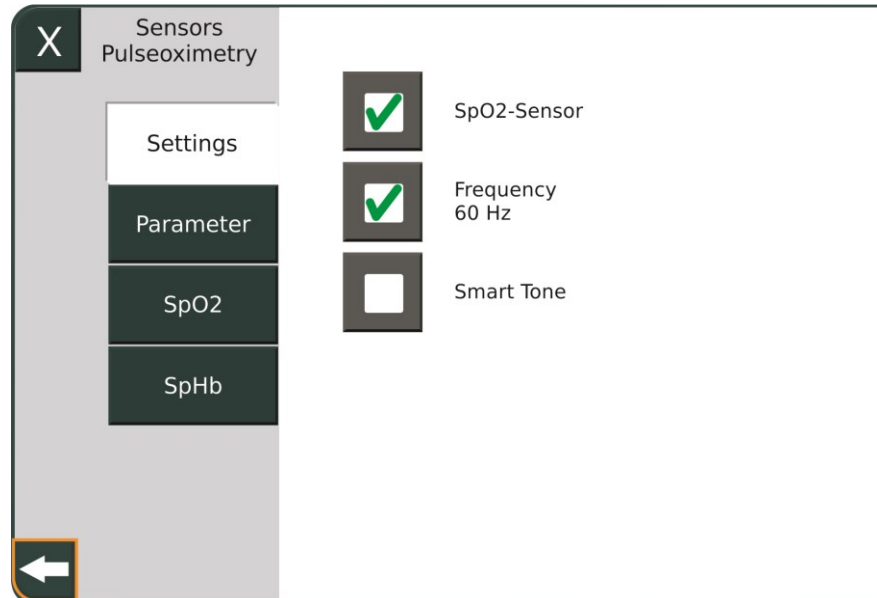 X
Sensors
Pulseoximetry
Settings
Parameter
SpO2
SpHb
SpO2-Sensor
Frequency
60 Hz
Smart Tone